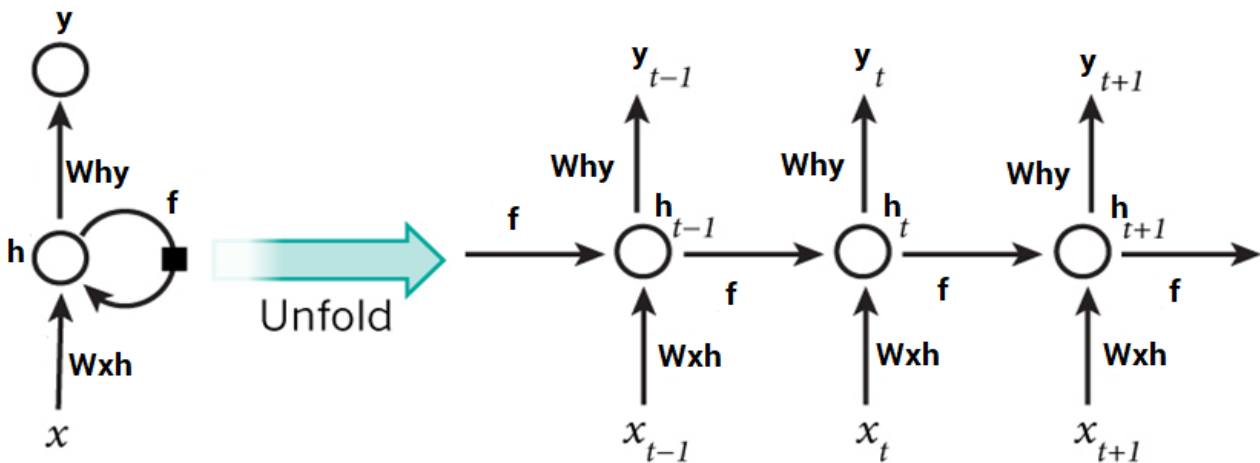 y
Why
f
h
Wxh
x
Unfold
y t-1
y t
y t+1
Why
Why
Why
f
h t-1
h t
h t+1
f
f
f
Wxh
Wxh
Wxh
x t-1
x t
x t+1